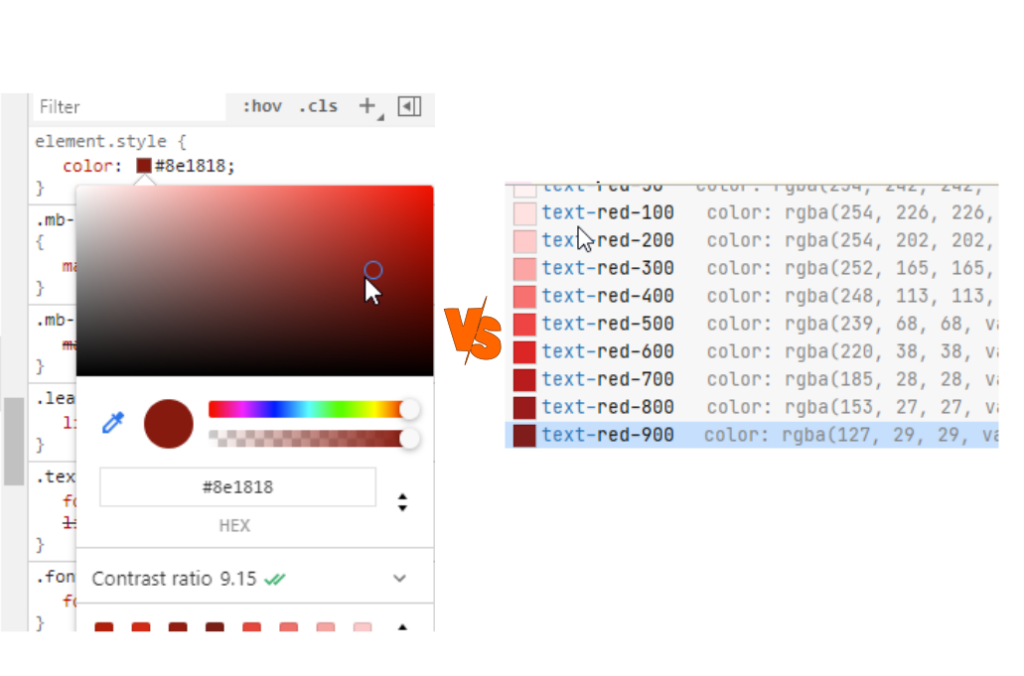 Filter :hov .cls
element.style {
color: #8e1818;
}
.mb-
{
ma
}
.mb-
ma
}
.lea
li
}
.tex
fo
li
}
.fon
fo
}
#8e1818
HEX
Contrast ratio 9.15
VS
text-red-50 color: rgba(254, 242, 242,
text-red-100 color: rgba(254, 226, 226,
text-red-200 color: rgba(254, 202, 202,
text-red-300 color: rgba(252, 165, 165,
text-red-400 color: rgba(248, 113, 113,
text-red-500 color: rgba(239, 68, 68, va
text-red-600 color: rgba(220, 38, 38, va
text-red-700 color: rgba(185, 28, 28, va
text-red-800 color: rgba(153, 27, 27, va
text-red-900 color: rgba(127, 29, 29, va